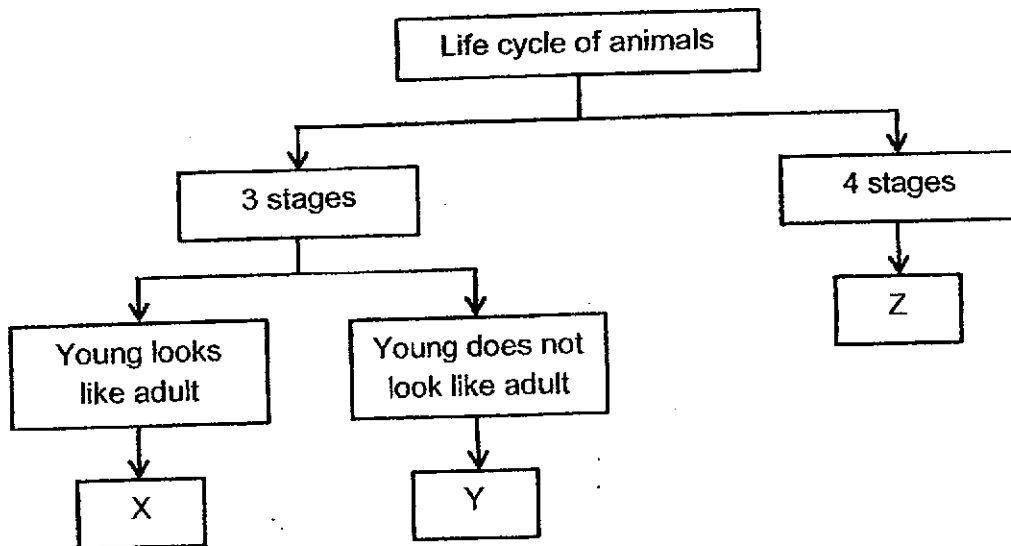 Life cycle of animals
3 stages
4 stages
Young looks
like adult
Young does not
look like adult
Z
X
Y